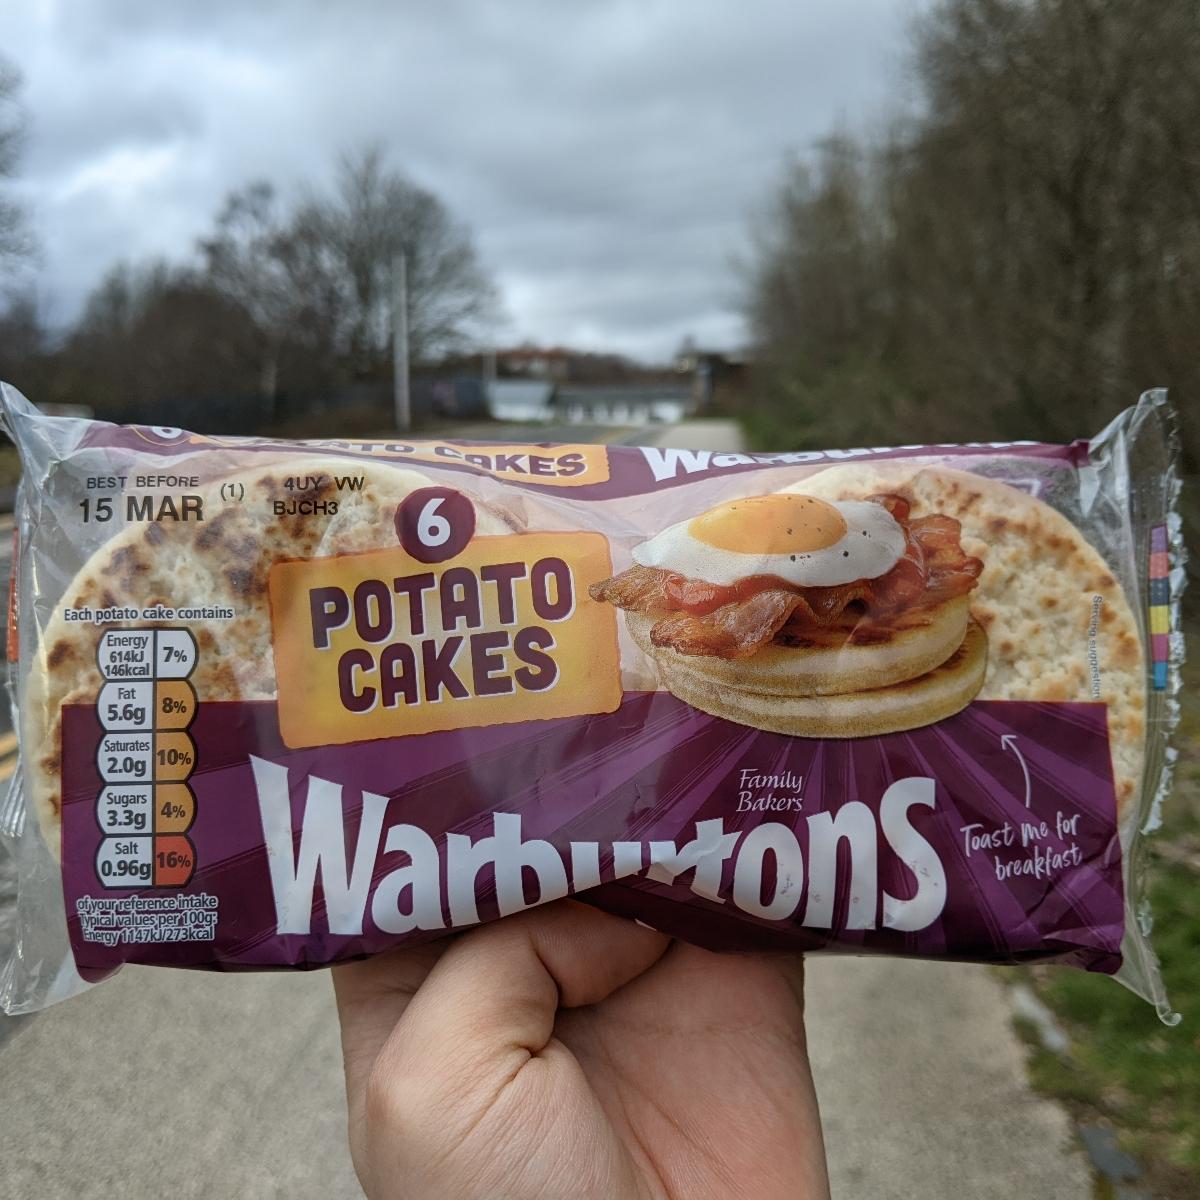 6
POTATO CAKES
Warburtons
BEST BEFORE
15 MAR (1)
4UY VW
BJCH3
6
POTATO
CAKES
Each potato cake contains
Energy
614kJ
146kcal
7%
Fat
5.6g
8%
Saturates
2.0g
10%
Sugars
3.3g
4%
Salt
0.96g
16%
of your reference intake
Typical values per 100g:
Energy 1147kJ/273kcal
Serving suggestion
Family
Bakers
Warburtons
Toast me for
breakfast